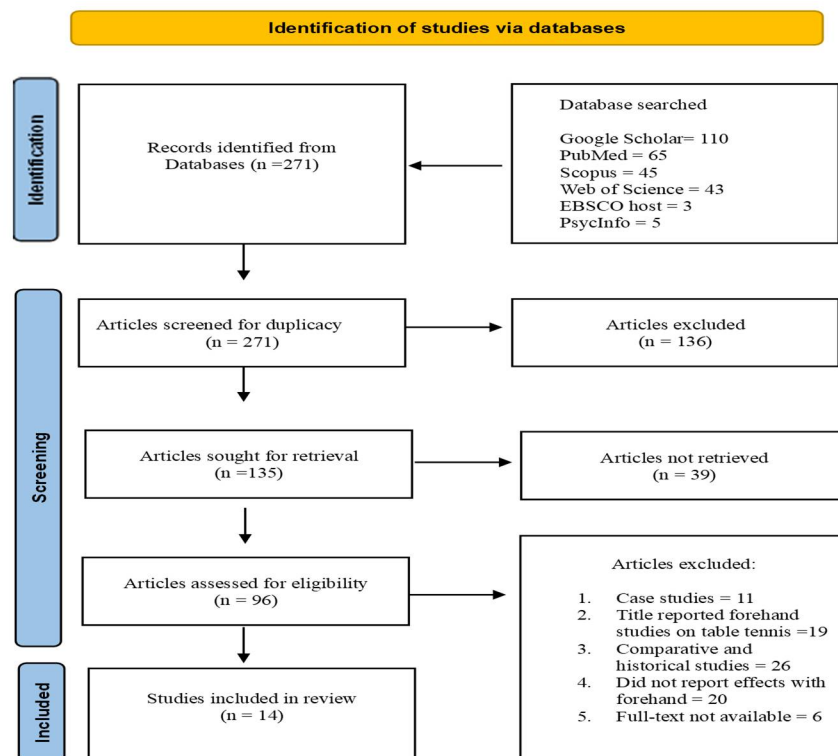 Identification of studies via databases
Identification
Records identified from
Databases (n =271)
Database searched
Google Scholar= 110
PubMed = 65
Scopus = 45
Web of Science = 43
EBSCO host = 3
PsycInfo = 5
Screening
Articles screened for duplicacy
(n = 271)
Articles excluded
(n = 136)
Articles sought for retrieval
(n =135)
Articles not retrieved
(n = 39)
Articles assessed for eligibility
(n = 96)
Articles excluded:
1. Case studies = 11
2. Title reported forehand
studies on table tennis =19
3. Comparative and
historical studies = 26
4. Did not report effects with
forehand = 20
5. Full-text not available = 6
Included
Studies included in review
(n = 14)